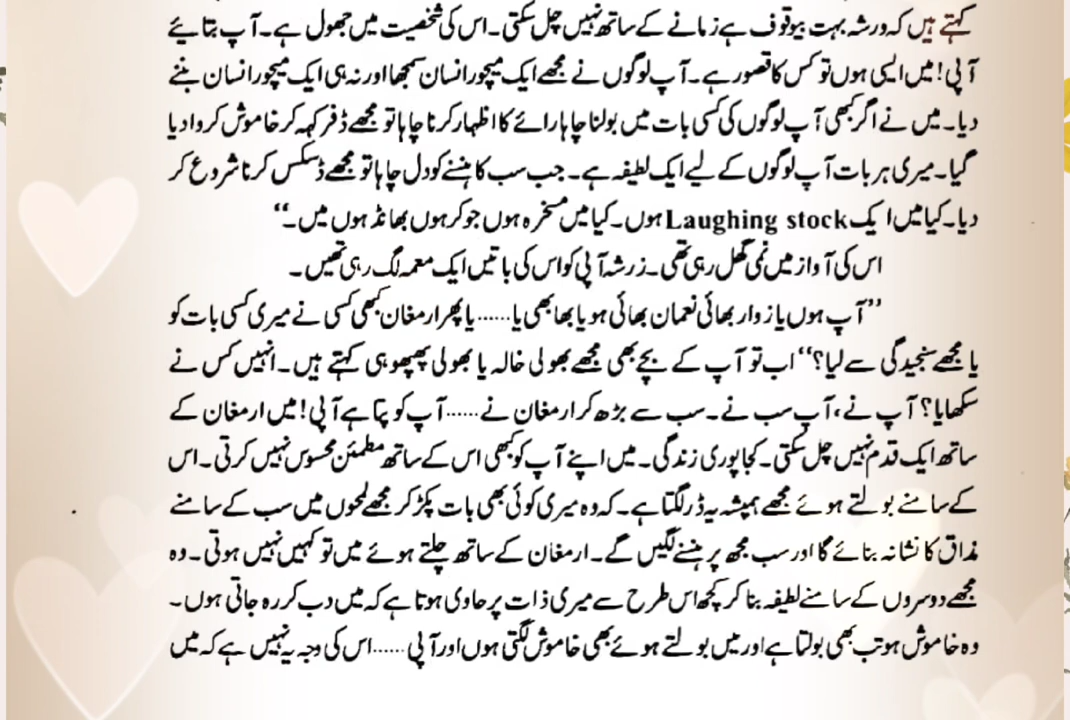 کہتے ہیں کہ ورشہ بہت بیوقوف ہے زمانے کے ساتھ نہیں چل سکتی۔ اس کی شخصیت میں جھول ہے۔ آپ بتایئے
آپی! میں ایسی ہوں تو کس کا قصور ہے۔ آپ لوگوں نے مجھے ایک میچور انسان سمجھا اور نہ ہی ایک میچور انسان بننے
دیا۔ میں نے اگر کبھی آپ لوگوں کی کسی بات میں بولنا چاہا رائے کا اظہار کرنا چاہا تو مجھے ڈفر کہہ کر خاموش کروا دیا
گیا۔ میری ہر بات آپ لوگوں کے لیے ایک لطیفہ ہے۔ جب سب کا ہنسنے کو دل چاہا تو مجھے ڈسکس کرنا شروع کر
دیا۔ کیا میں ایک Laughing stock ہوں۔ کیا میں مسخرہ ہوں جوکر ہوں بھانڈ ہوں میں۔“
اس کی آواز میں نمی گھل رہی تھی۔ زرشہ آپی کو اس کی باتیں ایک معمہ لگ رہی تھیں۔
”آپ ہوں یا زوار بھائی نعمان بھائی ہو یا بھابھی یا...... یا پھر ارمغان کبھی کسی نے میری کسی بات کو
یا مجھے سنجیدگی سے لیا؟“ اب تو آپ کے بچے بھی مجھے بھولی خالہ یا بھولی پھپھو ہی کہتے ہیں۔ انہیں کس نے
سکھایا؟ آپ نے، آپ سب نے۔ سب سے بڑھ کر ارمغان نے...... آپ کو پتا ہے آپی! میں ارمغان کے
ساتھ ایک قدم نہیں چل سکتی۔ کجا پوری زندگی۔ میں اپنے آپ کو کبھی اس کے ساتھ مطمئن محسوس نہیں کرتی۔ اس
کے سامنے بولتے ہوئے مجھے ہمیشہ یہ ڈر لگتا ہے۔ کہ وہ میری کوئی بھی بات پکڑ کر مجھے لمحوں میں سب کے سامنے
مذاق کا نشانہ بنائے گا اور سب مجھ پر ہنسنے لگیں گے۔ ارمغان کے ساتھ چلتے ہوئے میں تو کہیں نہیں ہوتی۔ وہ
مجھے دوسروں کے سامنے لطیفہ بنا کر کچھ اس طرح سے میری ذات پر حاوی ہوتا ہے کہ میں دب کر رہ جاتی ہوں۔
وہ خاموش ہو تب بھی بولتا ہے اور میں بولتے ہوئے بھی خاموش لگتی ہوں اور آپی...... اس کی وجہ یہ نہیں ہے کہ میں